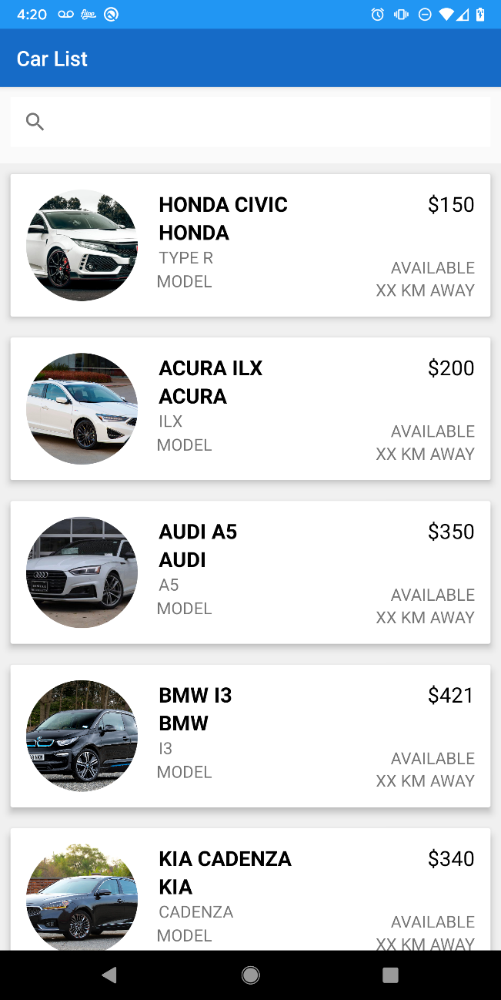 4:20 flipp
Car List
HONDA CIVIC $150
HONDA
TYPE R AVAILABLE
MODEL XX KM AWAY
ACURA ILX $200
ACURA
ILX AVAILABLE
MODEL XX KM AWAY
AUDI A5 $350
AUDI
A5 AVAILABLE
MODEL XX KM AWAY
BMW I3 $421
BMW
I3 AVAILABLE
MODEL XX KM AWAY
KIA CADENZA $340
KIA
CADENZA AVAILABLE
MODEL XX KM AWAY